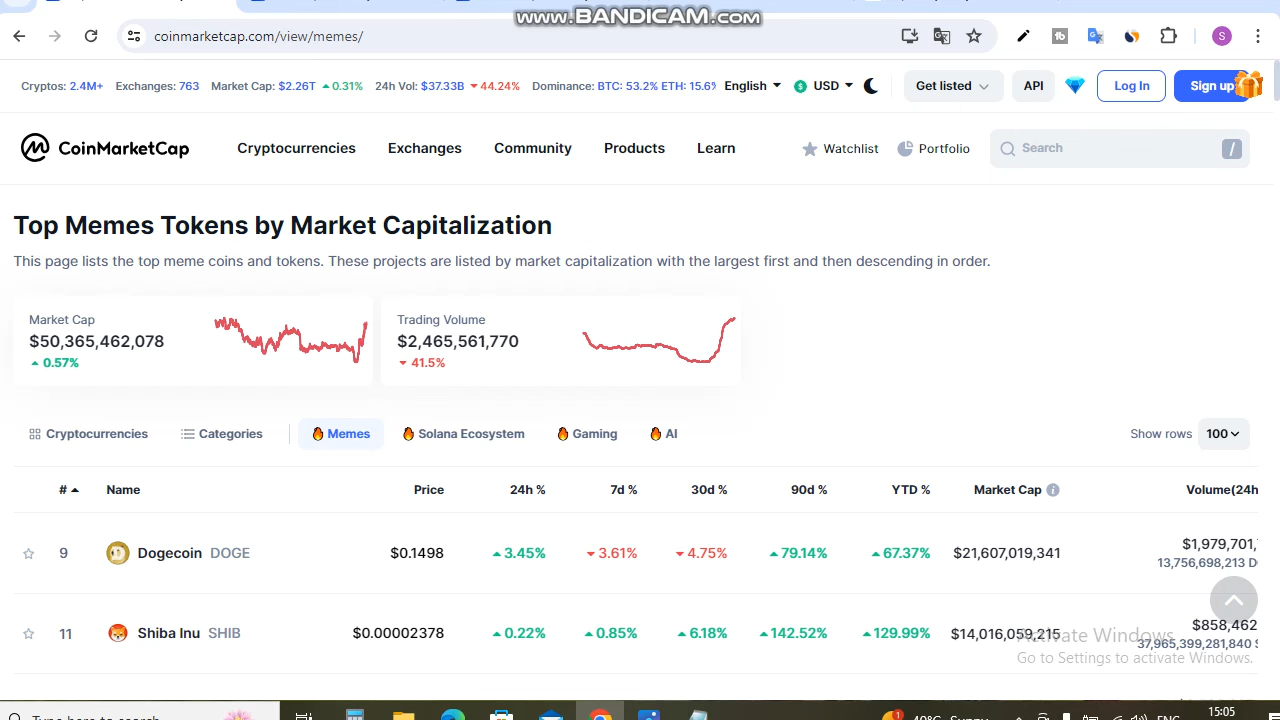 www.BANDICAM.com
coinmarketcap.com/view/memes/
Cryptos: 2.4M+ Exchanges: 763 Market Cap: $2.26T 0.31% 24h Vol: $37.33B 44.24% Dominance: BTC: 53.2% ETH: 15.6% English USD Get listed API Log In Sign up
CoinMarketCap Cryptocurrencies Exchanges Community Products Learn Watchlist Portfolio Search /
Top Memes Tokens by Market Capitalization
This page lists the top meme coins and tokens. These projects are listed by market capitalization with the largest first and then descending in order.
Market Cap Trading Volume
$50,365,462,078 $2,465,561,770
0.57% 41.5%
Cryptocurrencies Categories Memes Solana Ecosystem Gaming AI Show rows 100
# Name Price 24h % 7d % 30d % 90d % YTD % Market Cap Volume(24h
9 Dogecoin DOGE $0.1498 3.45% 3.61% 4.75% 79.14% 67.37% $21,607,019,341 $1,979,701,
13,756,698,213 D
11 Shiba Inu SHIB $0.00002378 0.22% 0.85% 6.18% 142.52% 129.99% $14,016,059,215 $858,462
37,965,399,281,840
Activate Windows
Go to Settings to activate Windows.
15:05